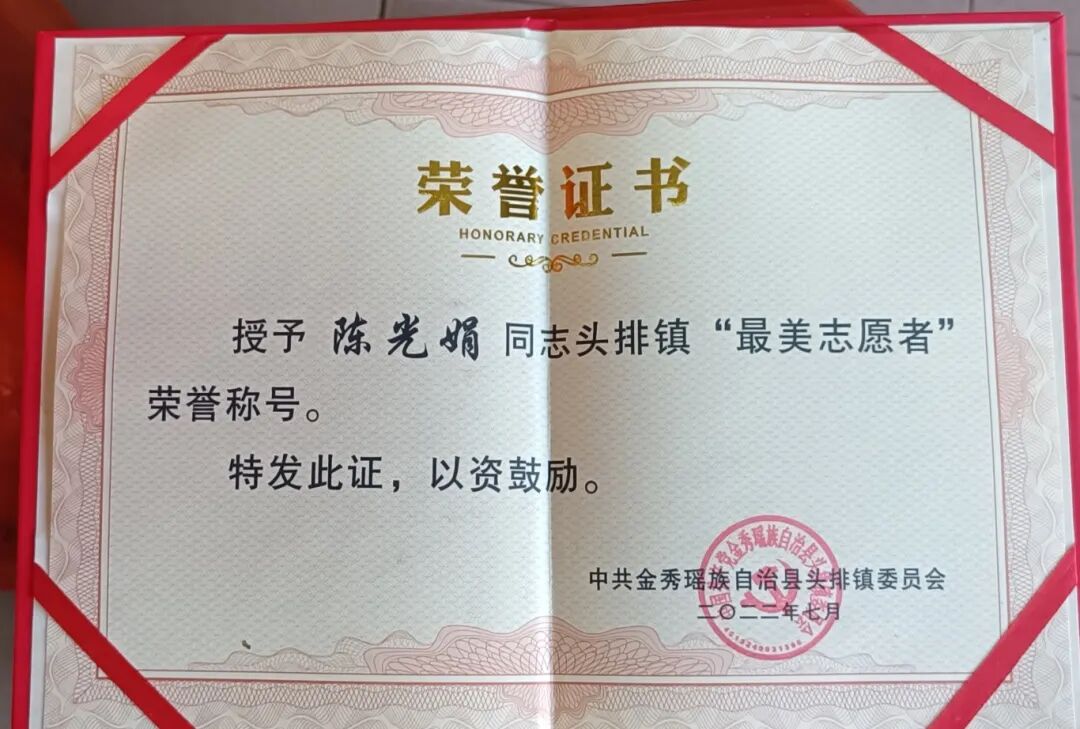 荣誉证书
HONORARY CREDENTIAL
授予 陈光娟 同志头排镇“最美志愿者”
荣誉称号。
特发此证，以资鼓励。
中共金秀瑶族自治县头排镇委员会
二〇二二年七月